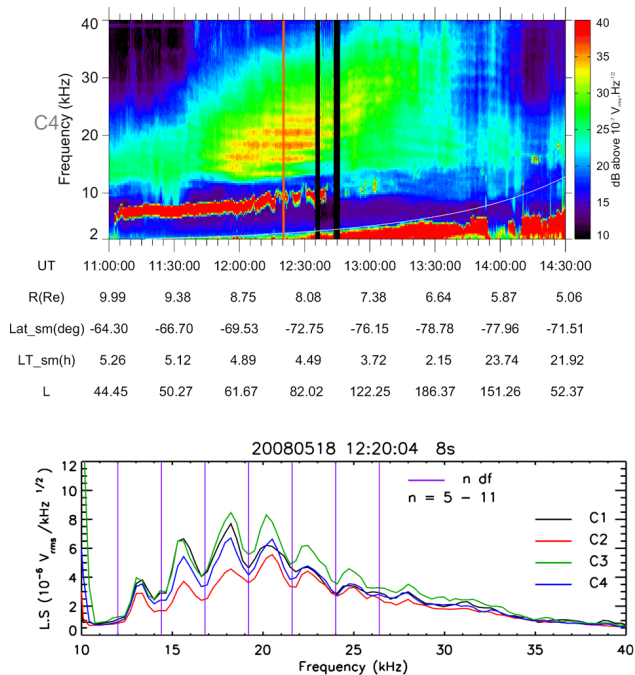 40
30
20
10
2
Frequency (kHz)
C4
40
35
30
25
20
15
10
dB above 10⁻⁷ Vrms.Hz⁻¹ᐟ²
UT 11:00:00 11:30:00 12:00:00 12:30:00 13:00:00 13:30:00 14:00:00 14:30:00
R(Re) 9.99 9.38 8.75 8.08 7.38 6.64 5.87 5.06
Lat_sm(deg) -64.30 -66.70 -69.53 -72.75 -76.15 -78.78 -77.96 -71.51
LT_sm(h) 5.26 5.12 4.89 4.49 3.72 2.15 23.74 21.92
L 44.45 50.27 61.67 82.02 122.25 186.37 151.26 52.37
20080518 12:20:04 8s
12
10
8
6
4
2
0
L.S (10⁻⁶ Vrms /kHz ¹ᐟ²)
n df
n = 5 - 11
C1
C2
C3
C4
10 15 20 25 30 35 40
Frequency (kHz)